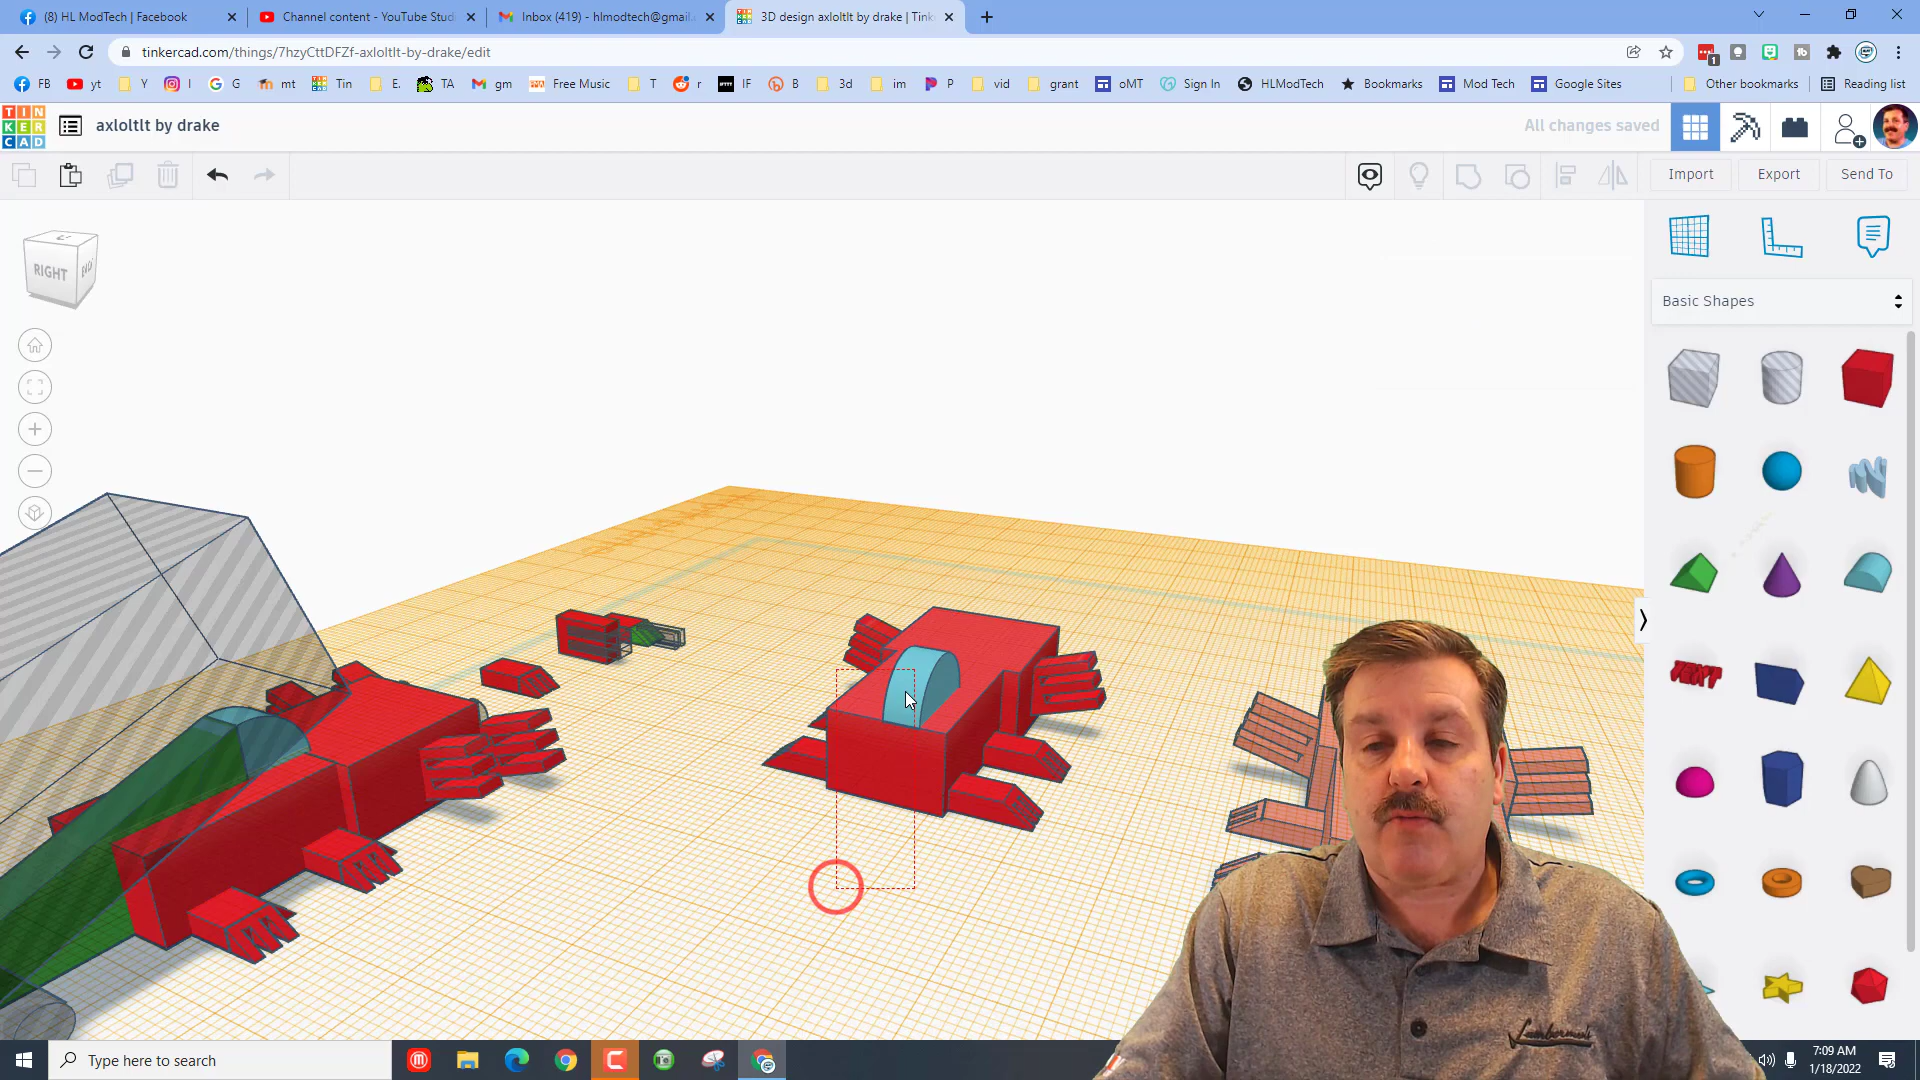 (8) HL ModTech | Facebook
Channel content - YouTube Stud
Inbox (419) - hlmodtech@gmail.
3D design axloltlt by drake | Tink
tinkercad.com/things/7hzyCttDFZf-axloltlt-by-drake/edit
FB yt Y I G mt Tin E. TA gm Free Music T r IF B 3d im P vid grant oMT Sign In HLModTech Bookmarks Mod Tech Google Sites Other bookmarks Reading list
TINKERCAD
axloltlt by drake
All changes saved
Import Export Send To
RIGHT
Basic Shapes
TEXT
Type here to search
7:09 AM
1/18/2022